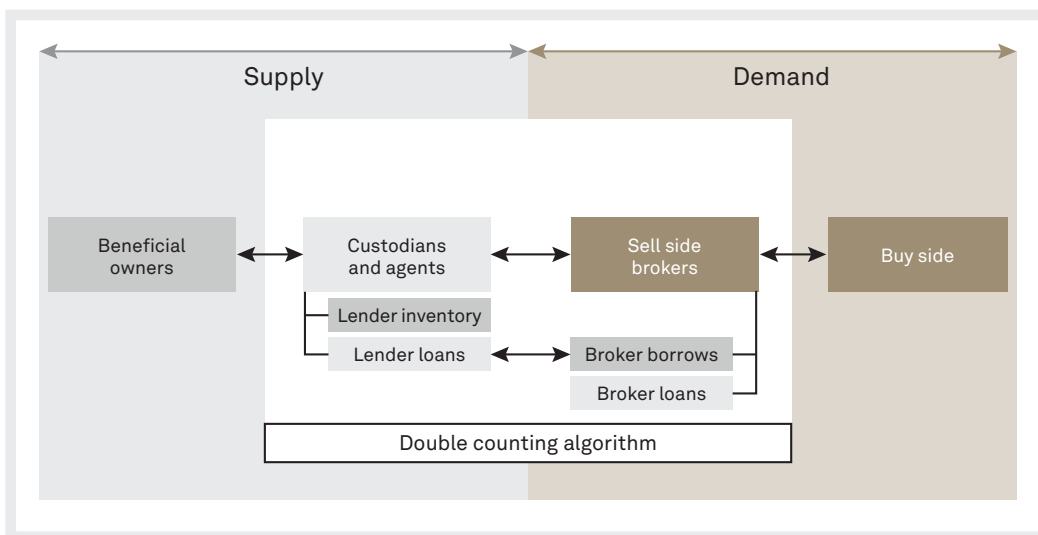 Supply
Demand
Beneficial
owners
Custodians
and agents
Sell side
brokers
Buy side
Lender inventory
Lender loans
Broker borrows
Broker loans
Double counting algorithm